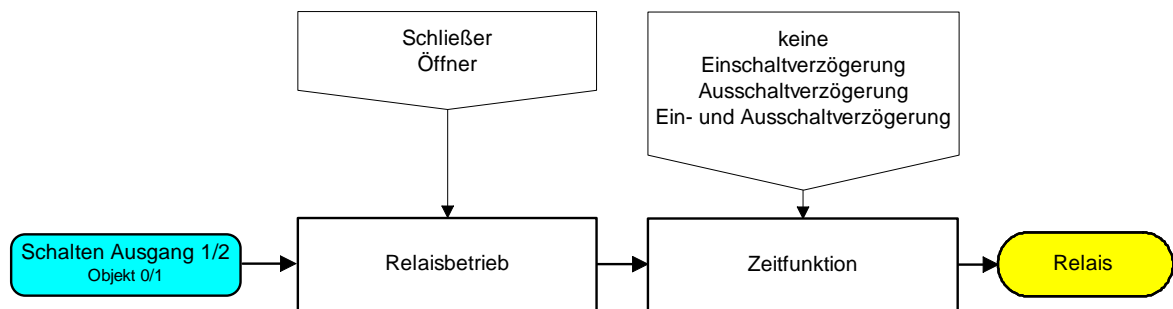 Schließer
Öffner
keine
Einschaltverzögerung
Ausschaltverzögerung
Ein- und Ausschaltverzögerung
Schalten Ausgang 1/2
Objekt 0/1
Relaisbetrieb
Zeitfunktion
Relais